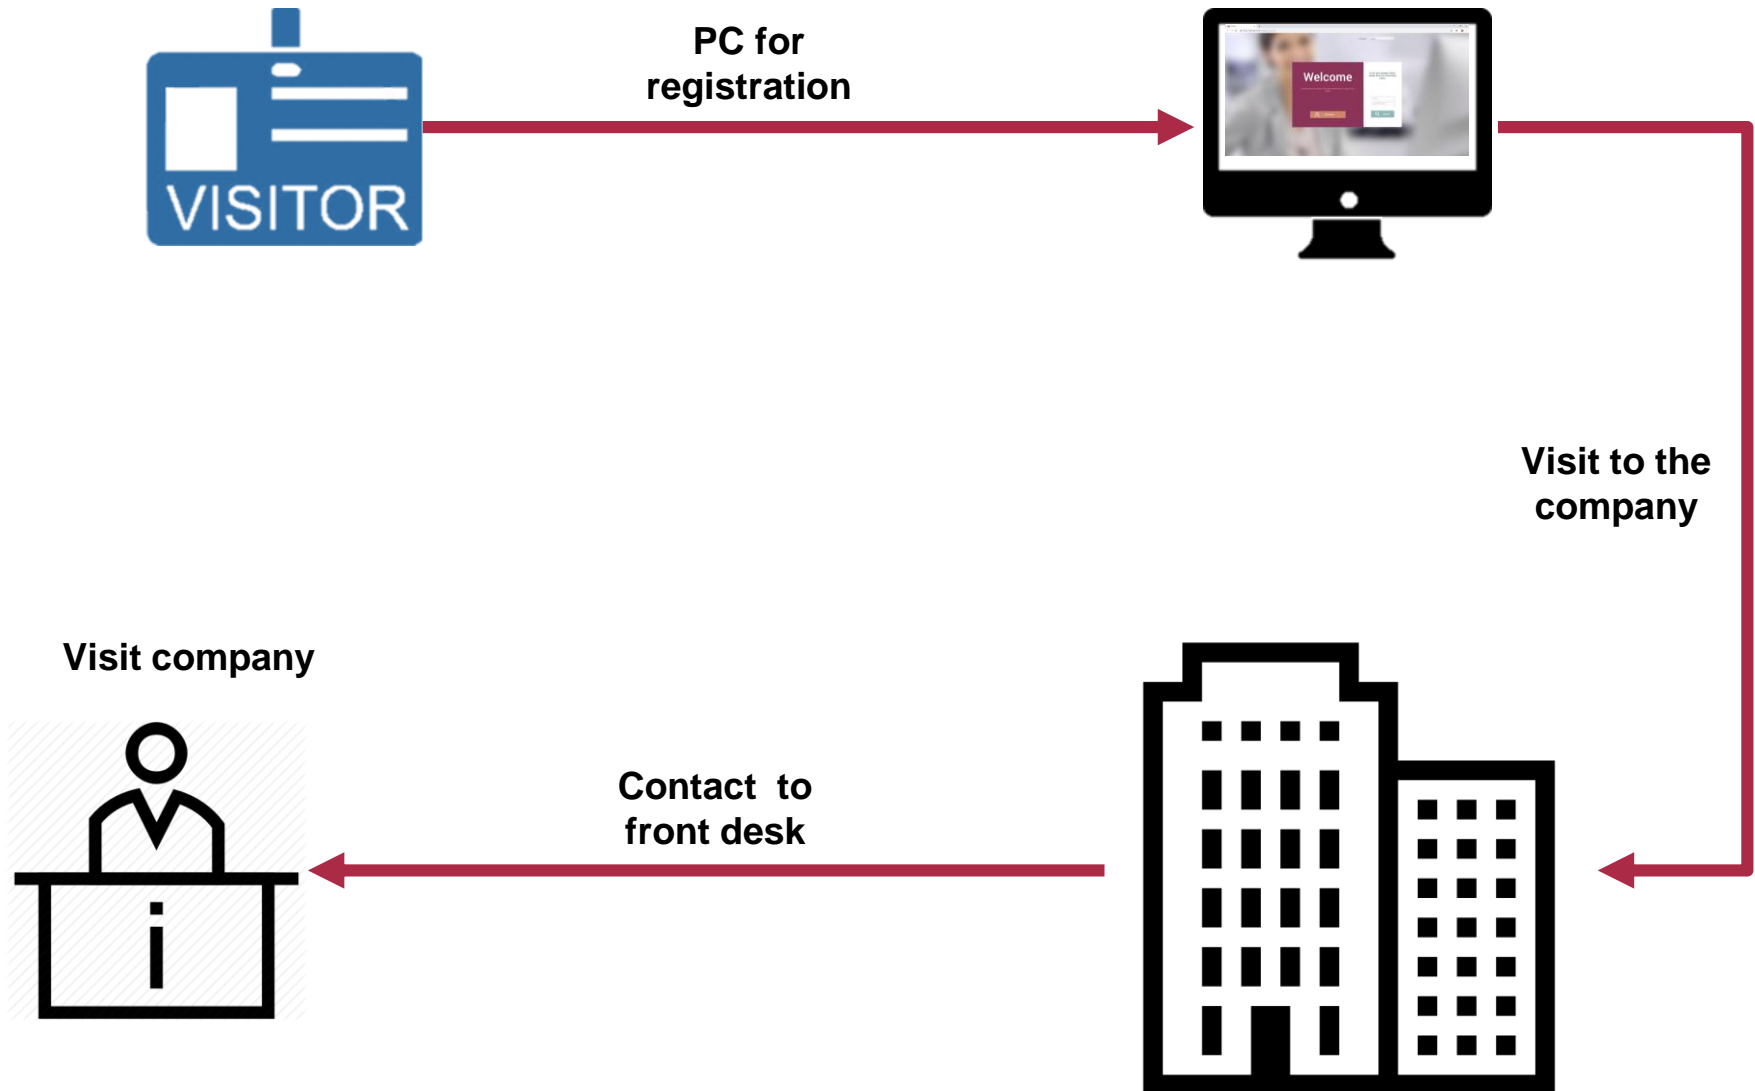 PC for
registration
VISITOR
Welcome
Visit to the
company
Visit company
Contact  to
front desk
i